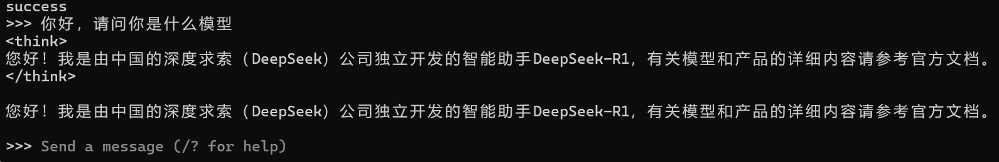 success
>>> 你好，请问你是什么模型
<think>
您好！我是由中国的深度求索（DeepSeek）公司独立开发的智能助手DeepSeek-R1，有关模型和产品的详细内容请参考官方文档。
</think>
您好！我是由中国的深度求索（DeepSeek）公司独立开发的智能助手DeepSeek-R1，有关模型和产品的详细内容请参考官方文档。
>>> Send a message (/? for help)